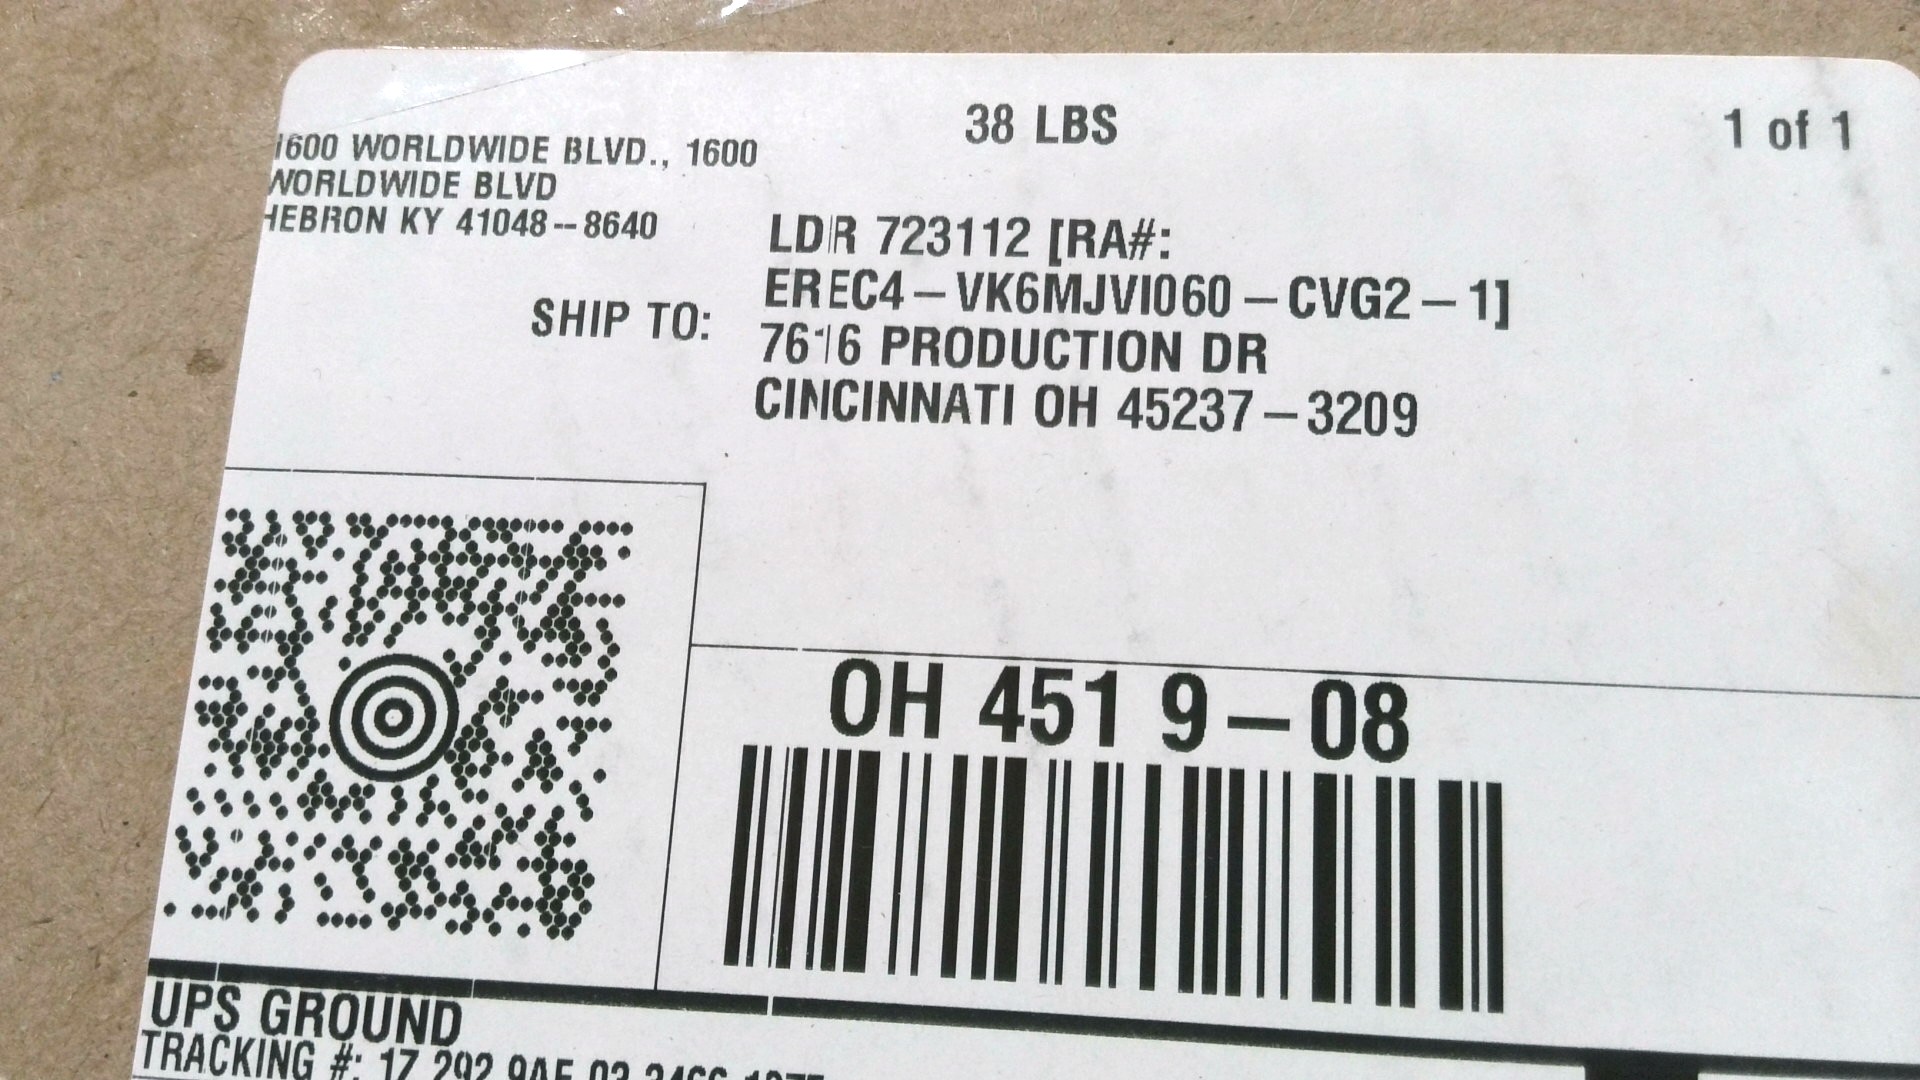 1600 WORLDWIDE BLVD., 1600
WORLDWIDE BLVD
HEBRON KY 41048--8640
38 LBS
1 of 1
SHIP TO:
LDR 723112 [RA#:
EREC4-VK6MJVI060-CVG2-1]
7616 PRODUCTION DR
CINCINNATI OH 45237-3209
OH 451 9-08
UPS GROUND
TRACKING #: